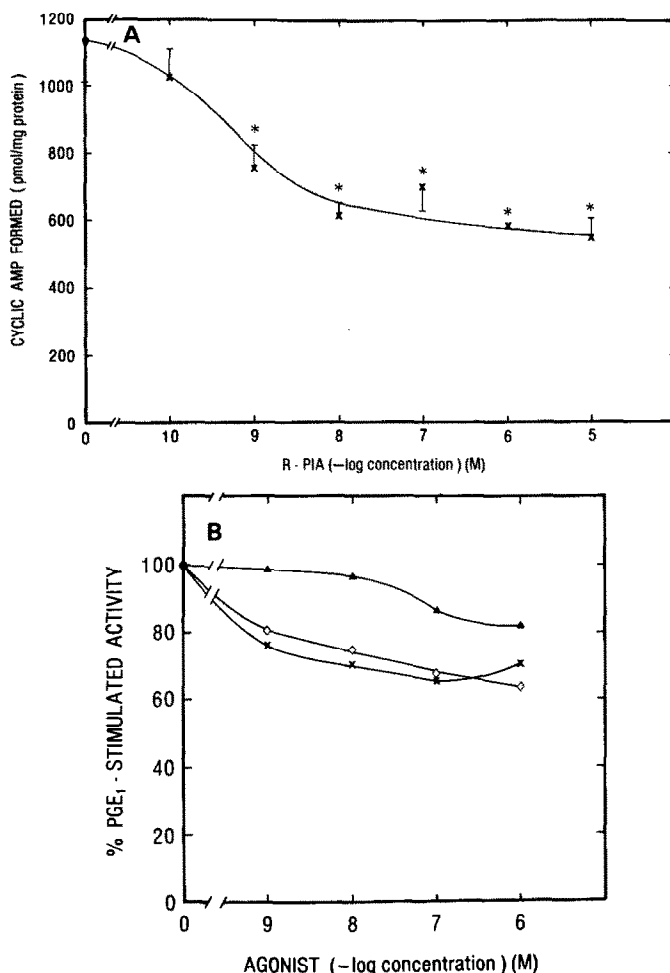 A
CYCLIC AMP FORMED (pmol/mg protein)
1200
1000
800
600
400
200
0
*
*
*
*
*
0 10 9 8 7 6 5
R - PIA (—log concentration) (M)
B
% PGE₁ - STIMULATED ACTIVITY
100
80
60
40
20
0
0 9 8 7 6
AGONIST (—log concentration) (M)